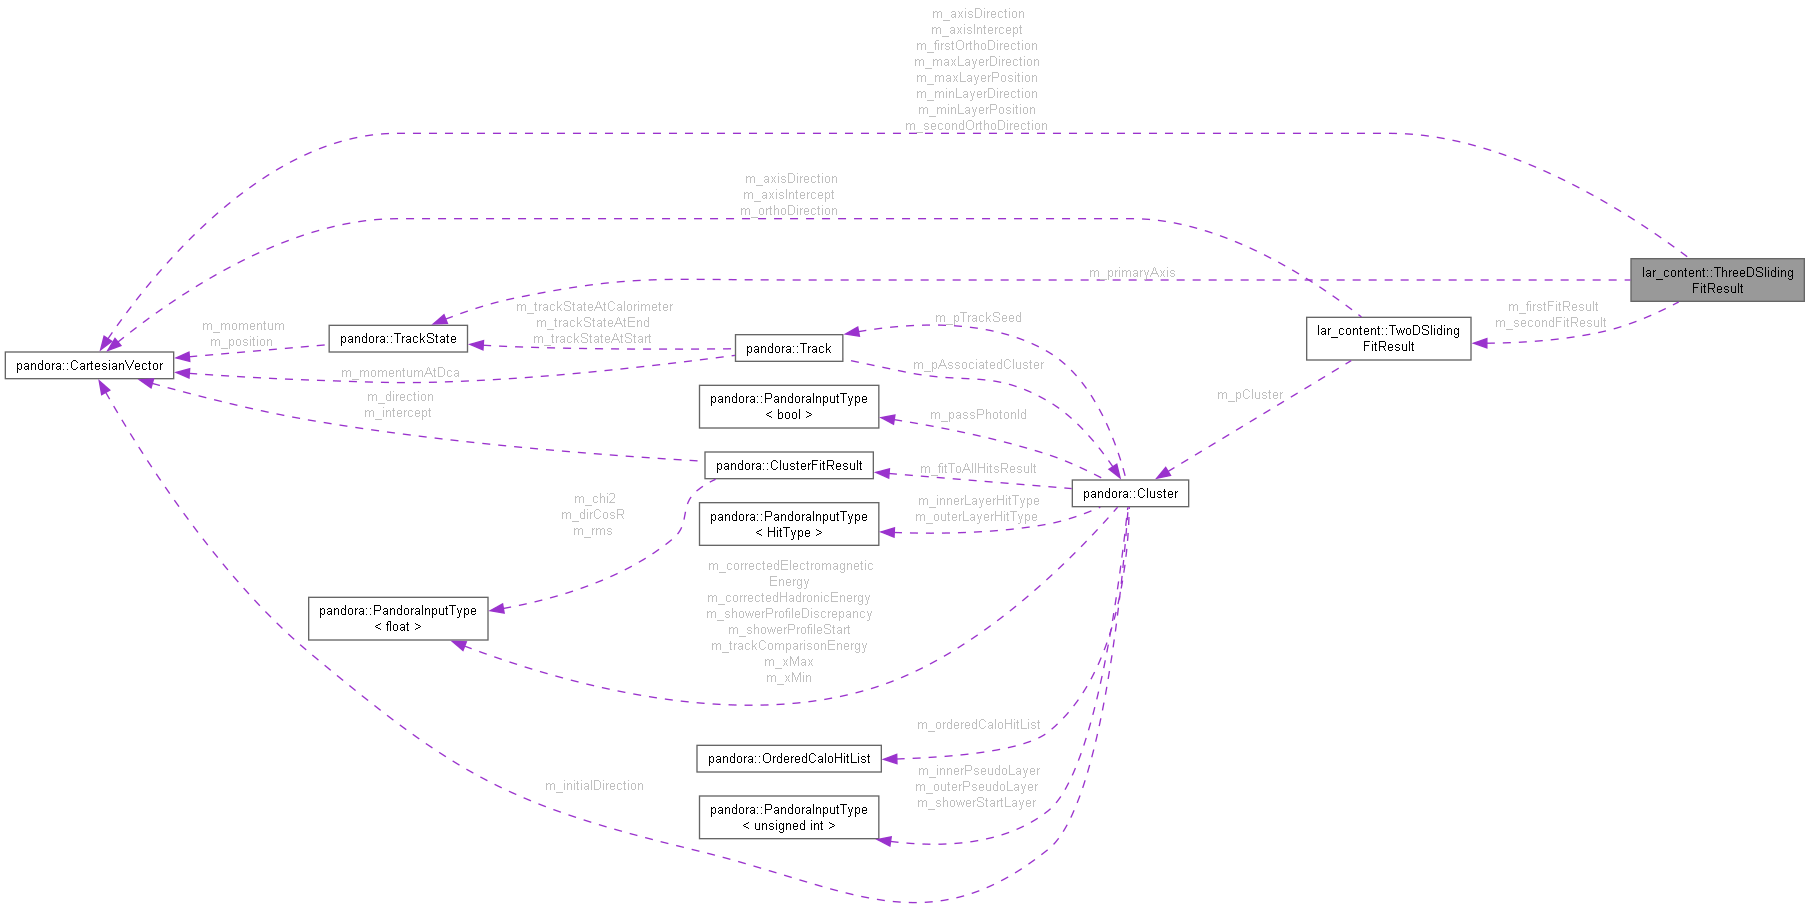 m_axisDirection
m_axisIntercept
m_firstOrthoDirection
m_maxLayerDirection
m_maxLayerPosition
m_minLayerDirection
m_minLayerPosition
m_secondOrthoDirection
m_axisDirection
m_axisIntercept
m_orthoDirection
m_primaryAxis
lar_content::ThreeDSliding
FitResult
m_firstFitResult
m_secondFitResult
lar_content::TwoDSliding
FitResult
m_trackStateAtCalorimeter
m_trackStateAtEnd
m_trackStateAtStart
m_pTrackSeed
m_momentum
m_position
pandora::TrackState
pandora::Track
pandora::CartesianVector
m_momentumAtDca
m_pAssociatedCluster
m_direction
m_intercept
pandora::PandoraInputType
< bool >
m_passPhotonId
m_pCluster
pandora::ClusterFitResult
m_fitToAllHitsResult
pandora::Cluster
m_chi2
m_dirCosR
m_rms
pandora::PandoraInputType
< HitType >
m_innerLayerHitType
m_outerLayerHitType
m_correctedElectromagnetic
Energy
m_correctedHadronicEnergy
m_showerProfileDiscrepancy
m_showerProfileStart
m_trackComparisonEnergy
m_xMax
m_xMin
pandora::PandoraInputType
< float >
m_orderedCaloHitList
pandora::OrderedCaloHitList
m_innerPseudoLayer
m_outerPseudoLayer
m_showerStartLayer
m_initialDirection
pandora::PandoraInputType
< unsigned int >